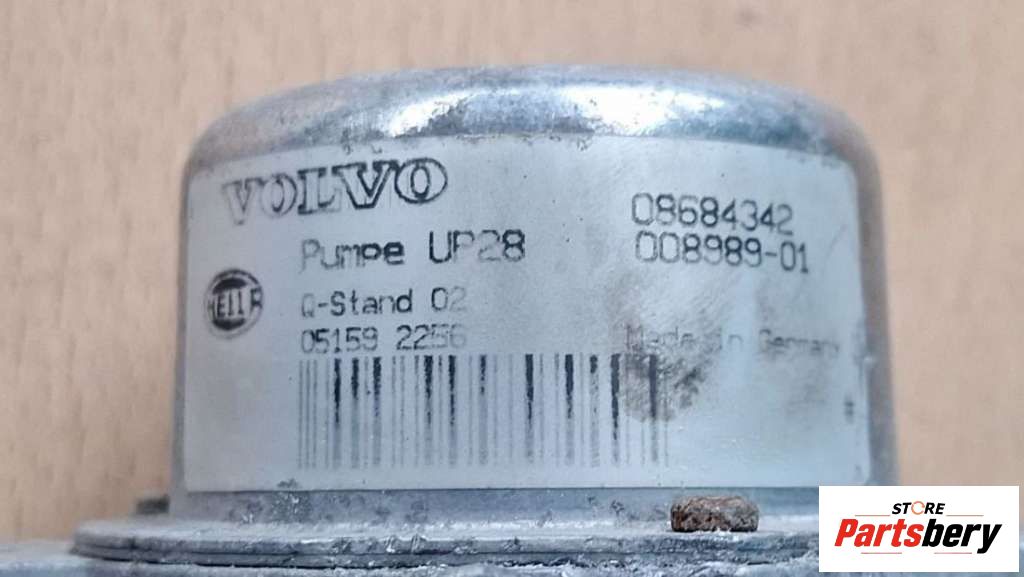 VOLVO
Pumpe UP28
08684342
008989-01
HELLA
Q-Stand 02
05159 2256
Made in Germany
STORE
Partsbery